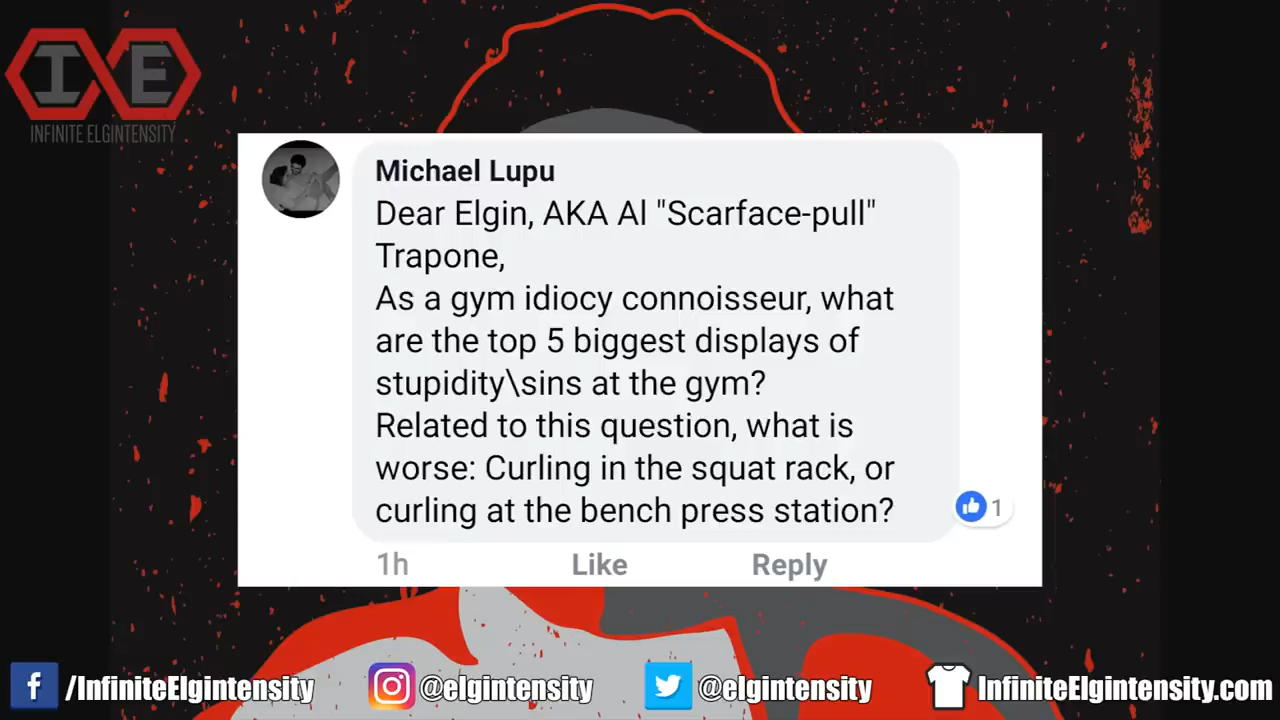 IXE
INFINITE ELGINTENSITY
Michael Lupu
Dear Elgin, AKA Al "Scarface-pull"
Trapone,
As a gym idiocy connoisseur, what
are the top 5 biggest displays of
stupidity\sins at the gym?
Related to this question, what is
worse: Curling in the squat rack, or
curling at the bench press station?
1
1h Like Reply
f /InfiniteElgintensity @elgintensity @elgintensity InfiniteElgintensity.com